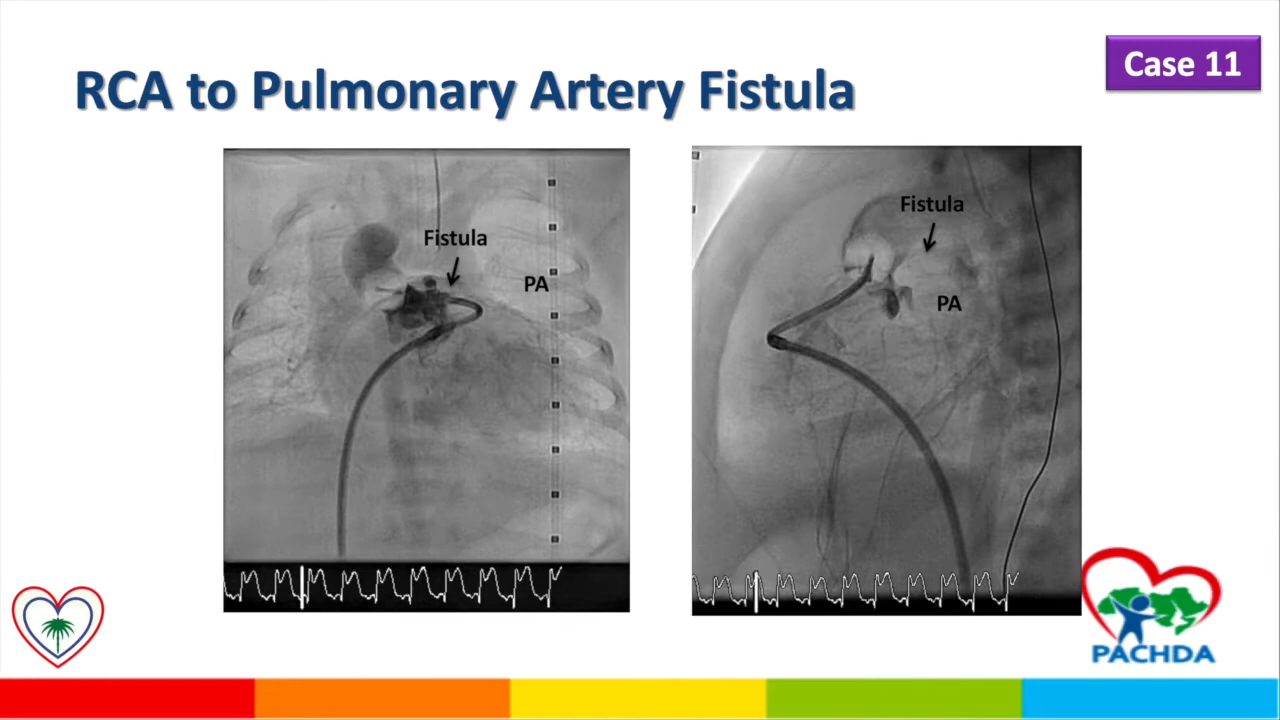 Case 11
RCA to Pulmonary Artery Fistula
Fistula
PA
Fistula
PA
PACHDA